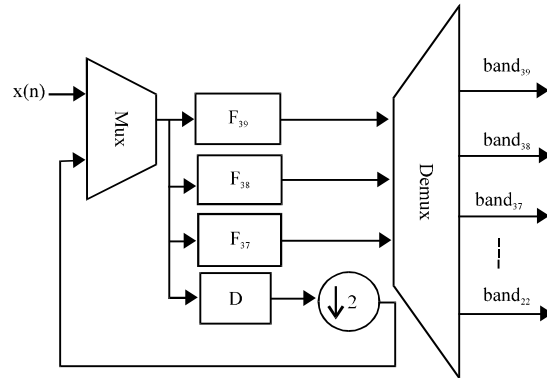 x(n)
Mux
F₃₉
F₃₈
F₃₇
D
2
Demux
band₃₉
band₃₈
band₃₇
band₂₂